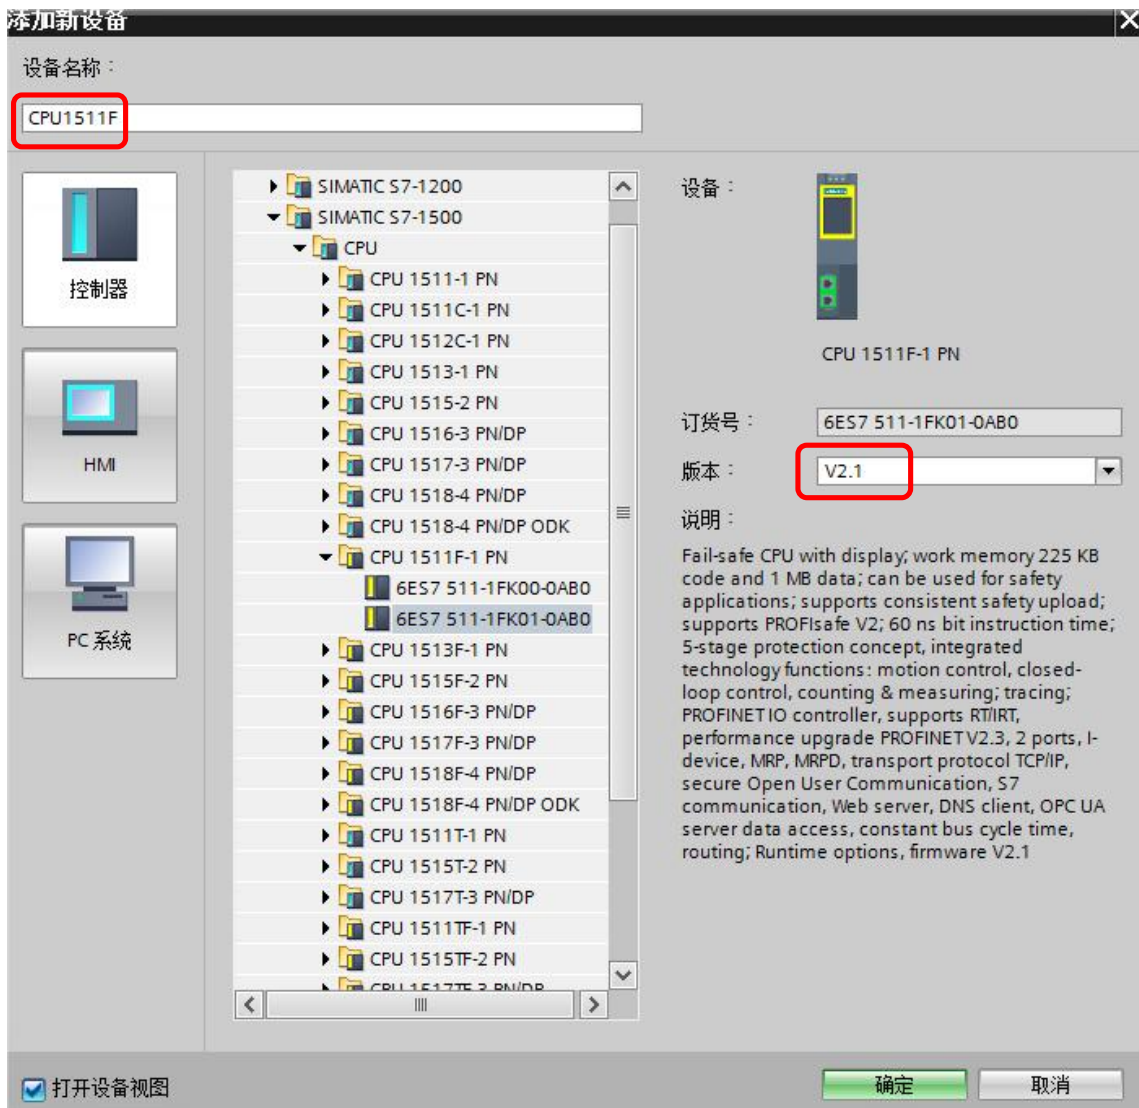 添加新设备
设备名称：
CPU1511F
控制器
HMI
PC 系统
SIMATIC S7-1200
SIMATIC S7-1500
CPU
CPU 1511-1 PN
CPU 1511C-1 PN
CPU 1512C-1 PN
CPU 1513-1 PN
CPU 1515-2 PN
CPU 1516-3 PN/DP
CPU 1517-3 PN/DP
CPU 1518-4 PN/DP
CPU 1518-4 PN/DP ODK
CPU 1511F-1 PN
6ES7 511-1FK00-0AB0
6ES7 511-1FK01-0AB0
CPU 1513F-1 PN
CPU 1515F-2 PN
CPU 1516F-3 PN/DP
CPU 1517F-3 PN/DP
CPU 1518F-4 PN/DP
CPU 1518F-4 PN/DP ODK
CPU 1511T-1 PN
CPU 1515T-2 PN
CPU 1517T-3 PN/DP
CPU 1511TF-1 PN
CPU 1515TF-2 PN
CPU 1517TF-3 PN/DP
设备：
CPU 1511F-1 PN
订货号： 6ES7 511-1FK01-0AB0
版本： V2.1
说明：
Fail-safe CPU with display; work memory 225 KB
code and 1 MB data; can be used for safety
applications; supports consistent safety upload;
supports PROFIsafe V2; 60 ns bit instruction time;
5-stage protection concept, integrated
technology functions: motion control, closed-
loop control, counting & measuring; tracing;
PROFINET IO controller, supports RT/IRT,
performance upgrade PROFINET V2.3, 2 ports, I-
device, MRP, MRPD, transport protocol TCP/IP,
secure Open User Communication, S7
communication, Web server, DNS client, OPC UA
server data access, constant bus cycle time,
routing; Runtime options, firmware V2.1
打开设备视图
确定
取消